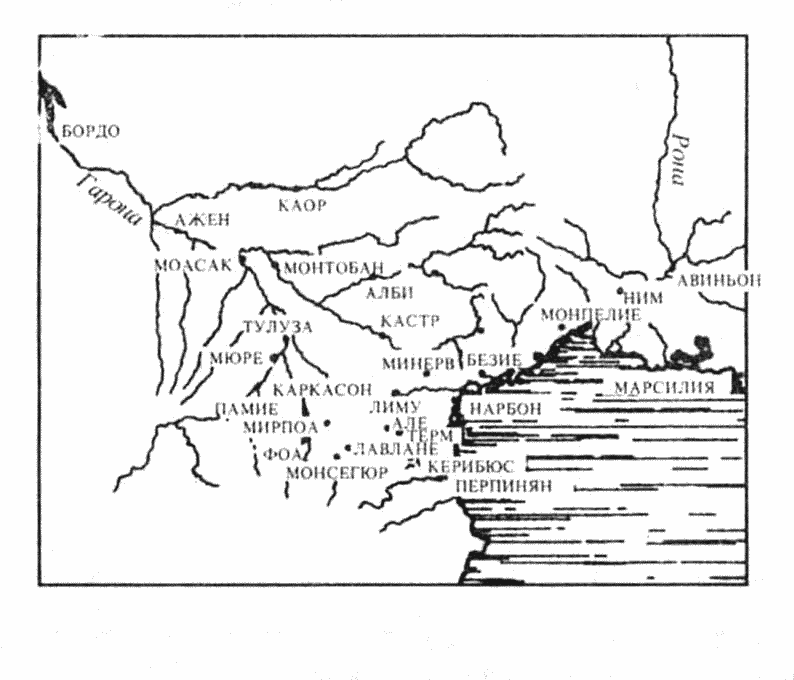 БОРДО
Рона
Гарона
КАОР
АЖЕН
МОАСАК
МОНТОБАН
АВИНЬОН
АЛБИ
НИМ
МОНПЕЛИЕ
КАСТР
ТУЛУЗА
МЮРЕ
МИНЕРВ
БЕЗИЕ
КАРКАСОН
МАРСИЛИЯ
ПАМИЕ
ЛИМУ
НАРБОН
МИРПОА
АЛЕ
ТЕРМ
ФОА
ЛАВЛАНЕ
МОНСЕГЮР
КЕРИБЮС
ПЕРПИНЯН